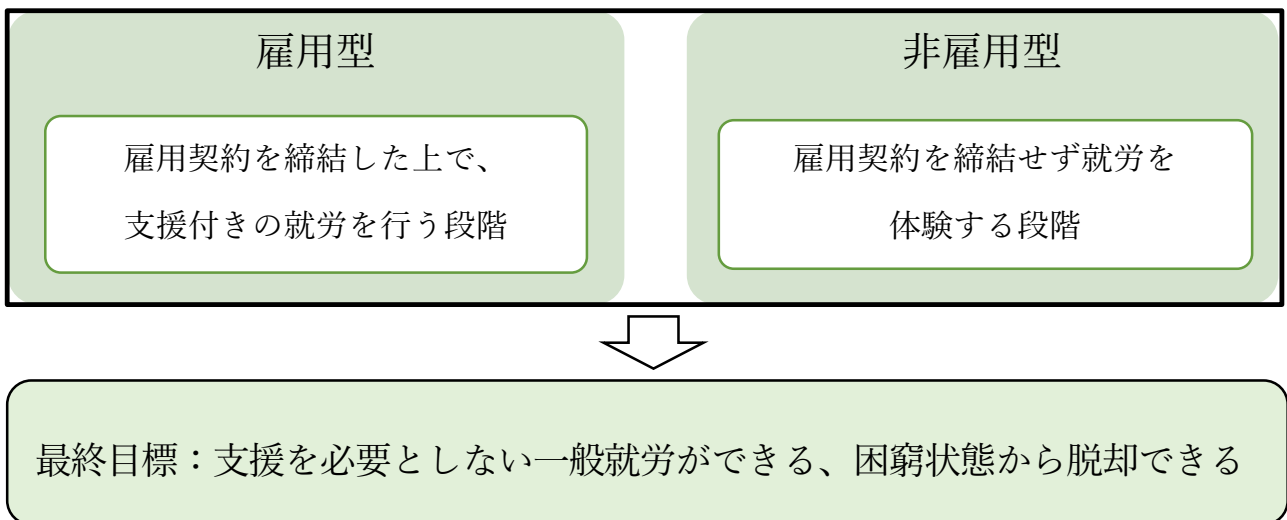 雇用型
雇用契約を締結した上で、
支援付きの就労を行う段階
非雇用型
雇用契約を締結せず就労を
体験する段階
最終目標：支援を必要としない一般就労ができる、困窮状態から脱却できる